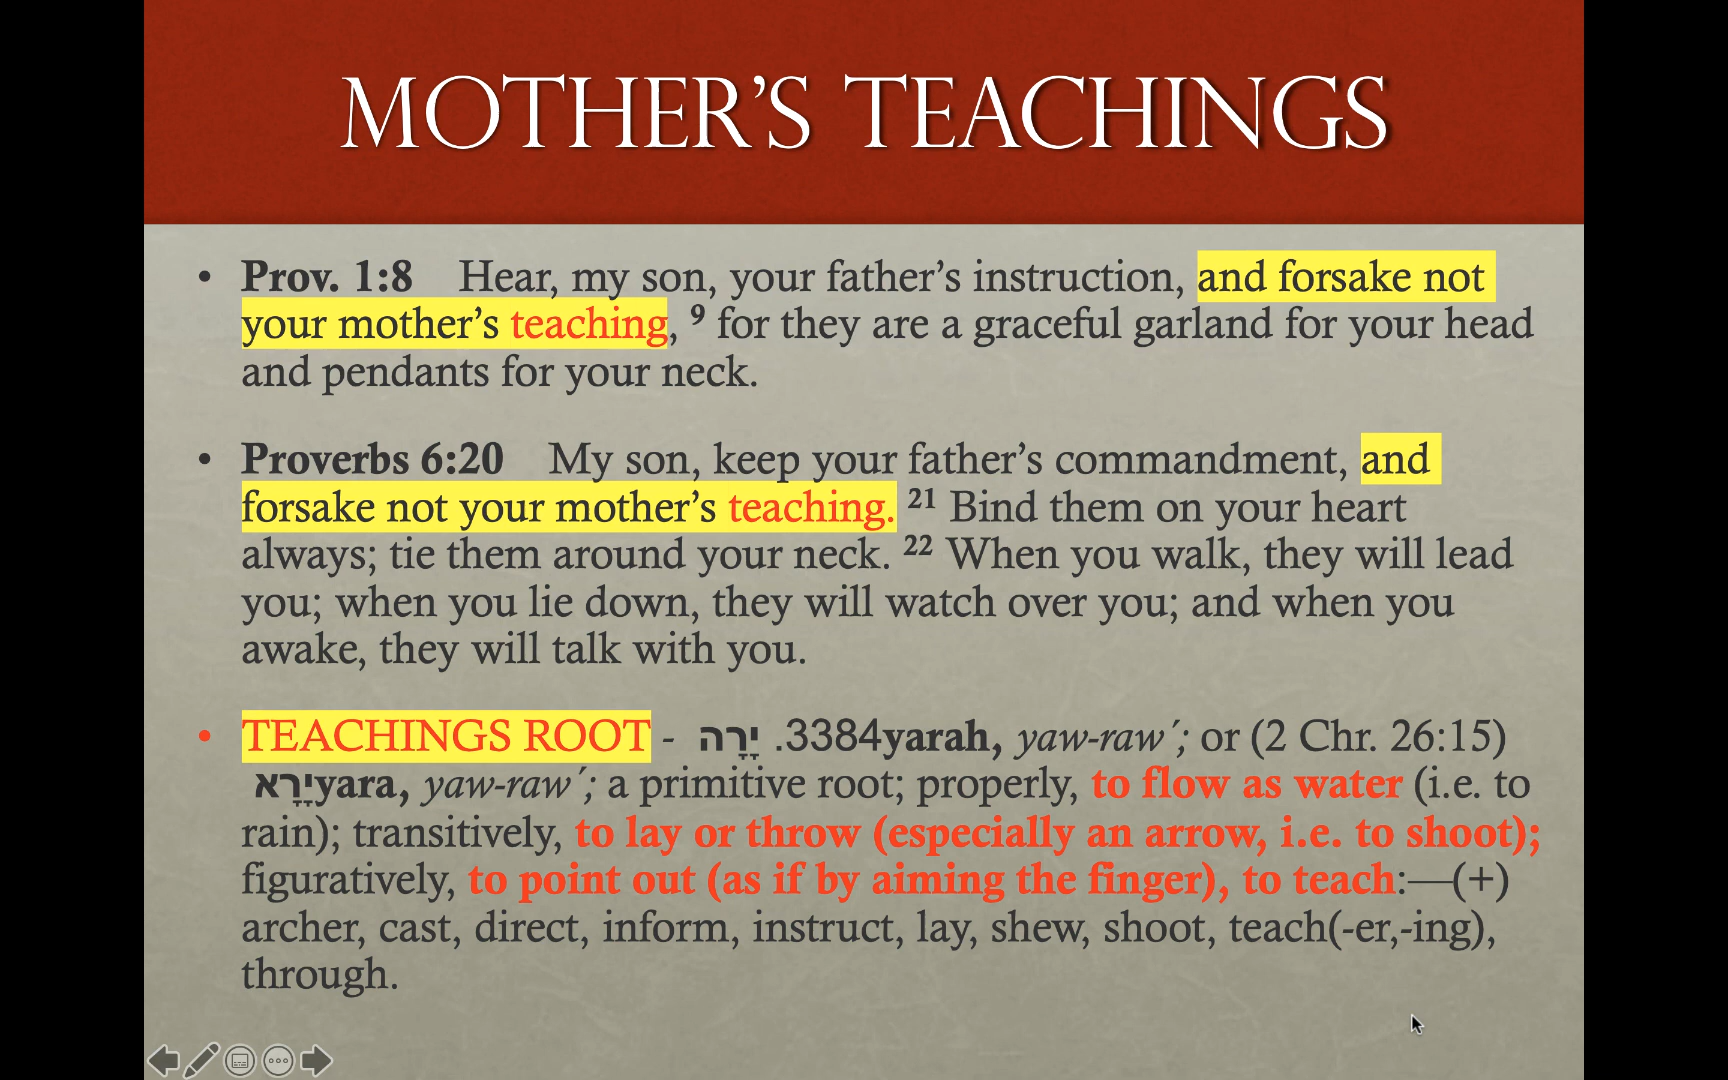 MOTHER’S TEACHINGS
• Prov. 1:8 Hear, my son, your father’s instruction, and forsake not
your mother’s teaching, ⁹ for they are a graceful garland for your head
and pendants for your neck.
• Proverbs 6:20 My son, keep your father’s commandment, and
forsake not your mother’s teaching. ²¹ Bind them on your heart
always; tie them around your neck. ²² When you walk, they will lead
you; when you lie down, they will watch over you; and when you
awake, they will talk with you.
• TEACHINGS ROOT - יָרָה .3384yarah, yaw-raw´; or (2 Chr. 26:15)
יָרָאyara, yaw-raw´; a primitive root; properly, to flow as water (i.e. to
rain); transitively, to lay or throw (especially an arrow, i.e. to shoot);
figuratively, to point out (as if by aiming the finger), to teach:—(+)
archer, cast, direct, inform, instruct, lay, shew, shoot, teach(-er,-ing),
through.